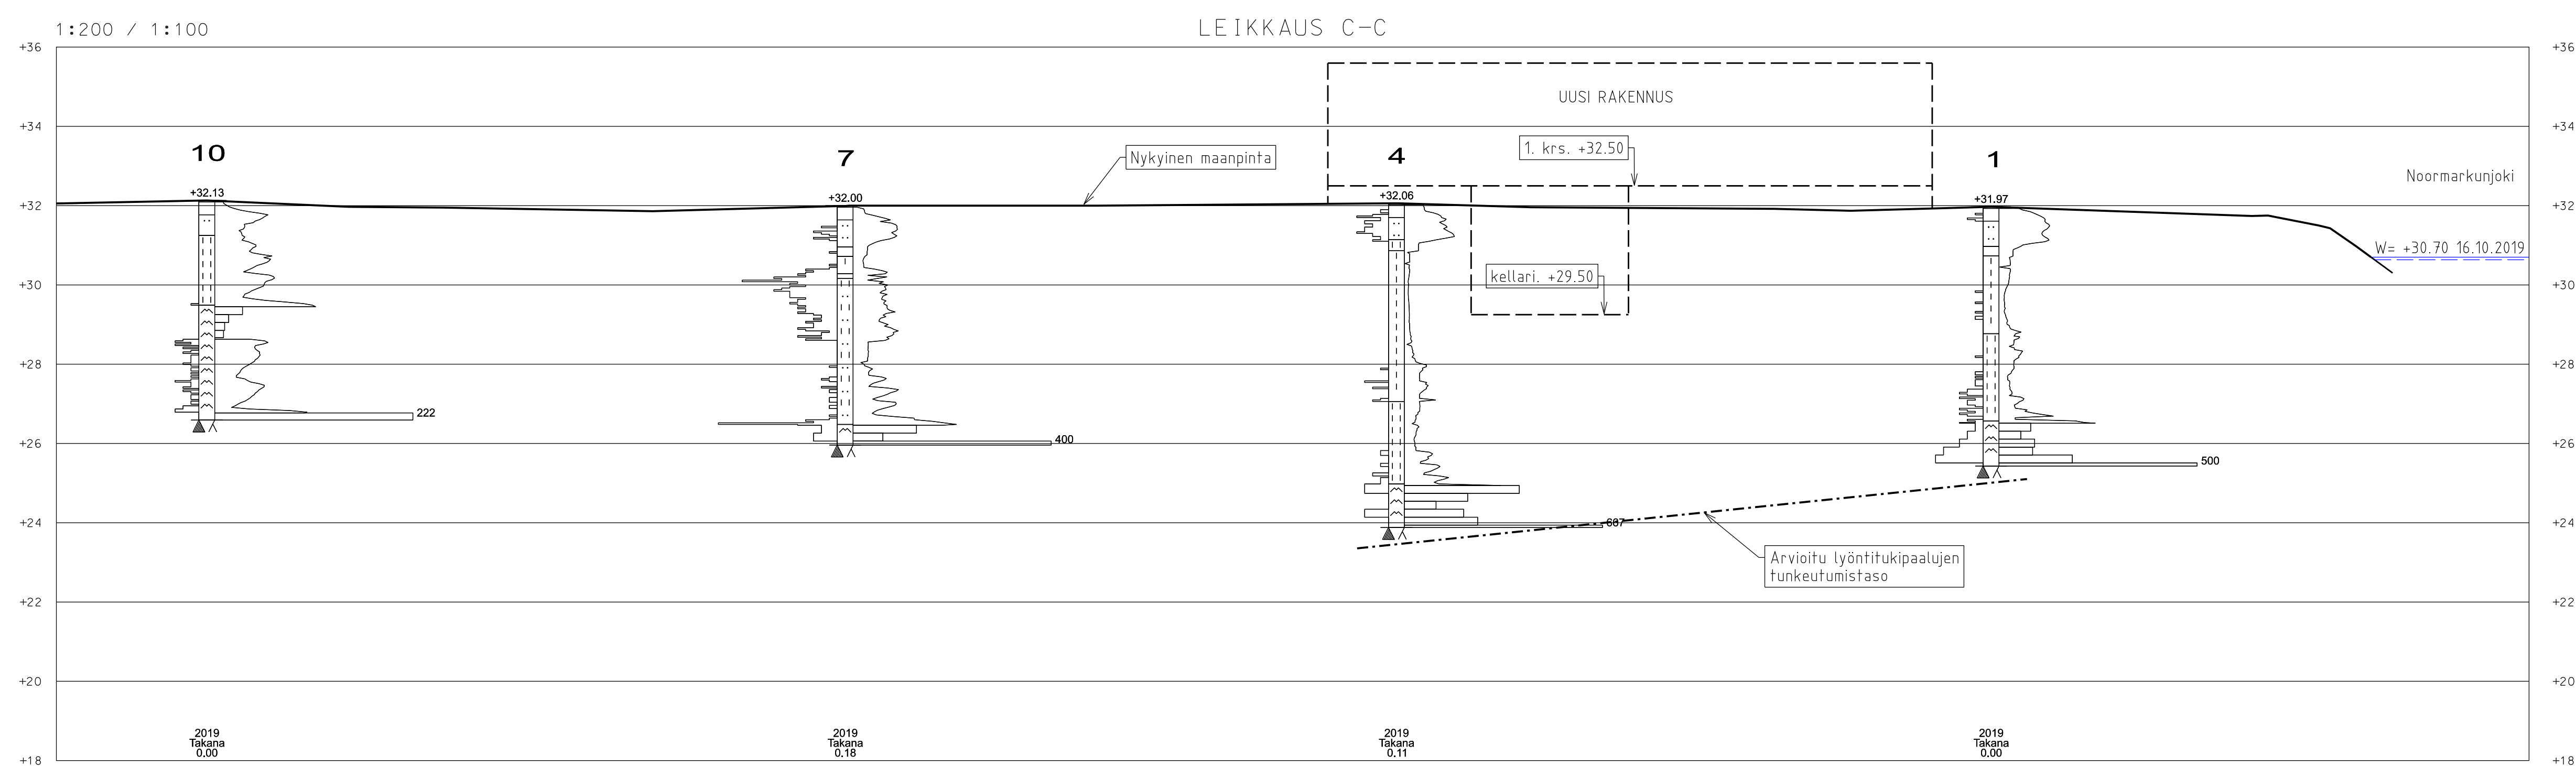 1:200 / 1:100
LEIKKAUS C-C
+36
+36
UUSI RAKENNUS
+34
+34
10
7
Nykyinen maanpinta
4
1. krs. +32.50
1
Noormarkunjoki
+32.13
+32.00
+32.06
+31.97
+32
+32
W= +30.70 16.10.2019
kellari. +29.50
+30
+30
+28
+28
222
400
+26
+26
500
667
+24
+24
Arvioitu lyöntitukipaalujen
tunkeutumistaso
+22
+22
+20
+20
2019
Takana
0.00
2019
Takana
0.18
2019
Takana
0.11
2019
Takana
0.00
+18
+18